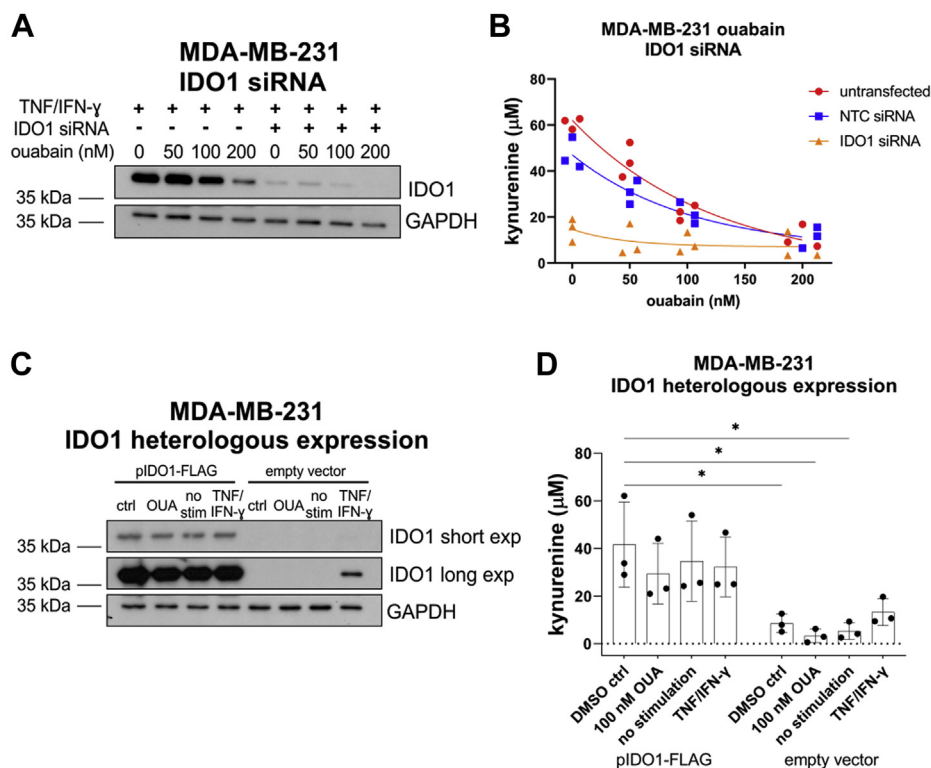 A
MDA-MB-231
IDO1 siRNA
TNF/IFN-ɣ + + + + + + + +
IDO1 siRNA - - - - + + + +
ouabain (nM) 0 50 100 200 0 50 100 200
IDO1
35 kDa
35 kDa
GAPDH
B
MDA-MB-231 ouabain
IDO1 siRNA
kynurenine (μM)
80
60
40
20
0
0 50 100 150 200
ouabain (nM)
untransfected
NTC siRNA
IDO1 siRNA
C
MDA-MB-231
IDO1 heterologous expression
pIDO1-FLAG empty vector
ctrl OUA no stim TNF/ IFN-ɣ ctrl OUA no stim TNF/ IFN-ɣ
35 kDa
IDO1 short exp
35 kDa
IDO1 long exp
35 kDa
GAPDH
D
MDA-MB-231
IDO1 heterologous expression
*
*
*
kynurenine (μM)
80
60
40
20
0
DMSO ctrl
100 nM OUA
no stimulation
TNF/IFN-γ
DMSO ctrl
100 nM OUA
no stimulation
TNF/IFN-γ
pIDO1-FLAG empty vector